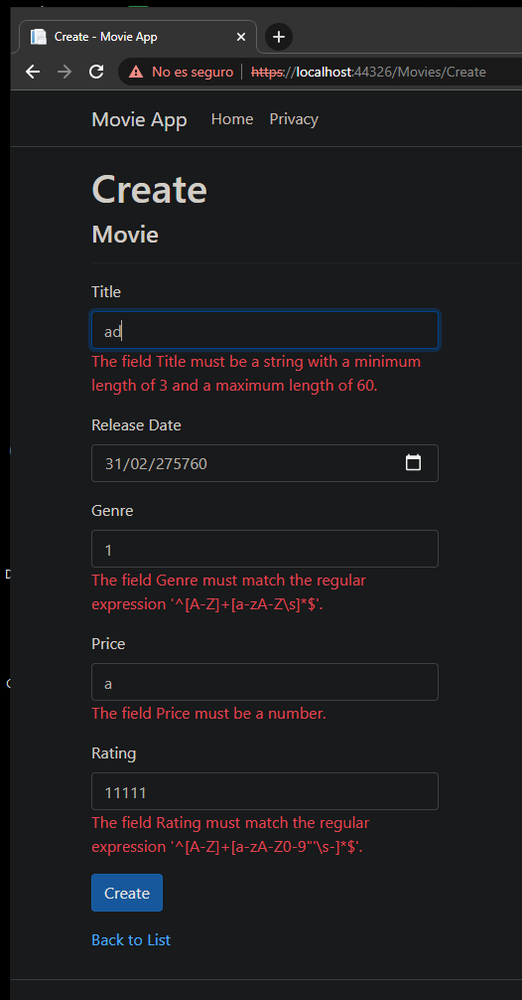 Create - Movie App
No es seguro https://localhost:44326/Movies/Create
Movie App Home Privacy
Create
Movie
Title
ad
The field Title must be a string with a minimum
length of 3 and a maximum length of 60.
Release Date
31/02/275760
Genre
1
The field Genre must match the regular
expression '^[A-Z]+[a-zA-Z\s]*$'.
Price
a
The field Price must be a number.
Rating
11111
The field Rating must match the regular
expression '^[A-Z]+[a-zA-Z0-9"'\s-]*$'.
Create
Back to List